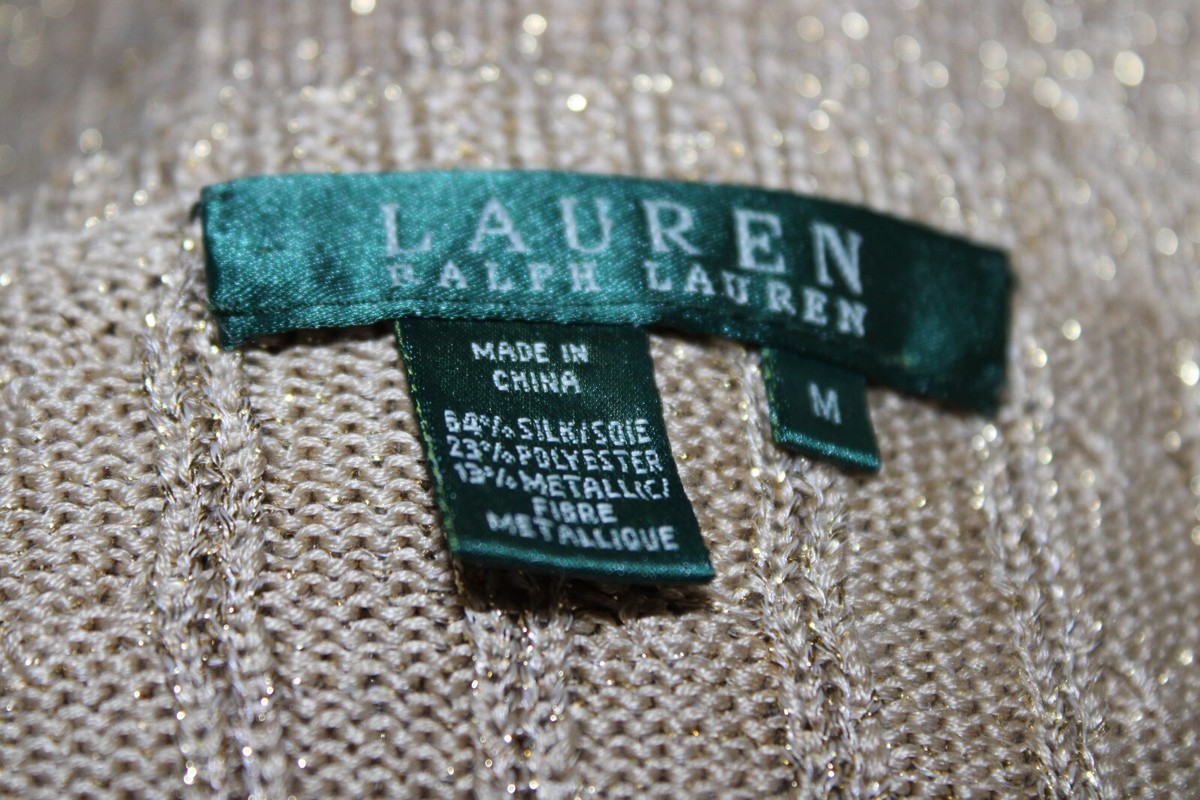 LAUREN
RALPH LAUREN
MADE IN
CHINA
64% SILK/SOIE
23% POLYESTER
13% METALLIC/
FIBRE
METALLIQUE
M